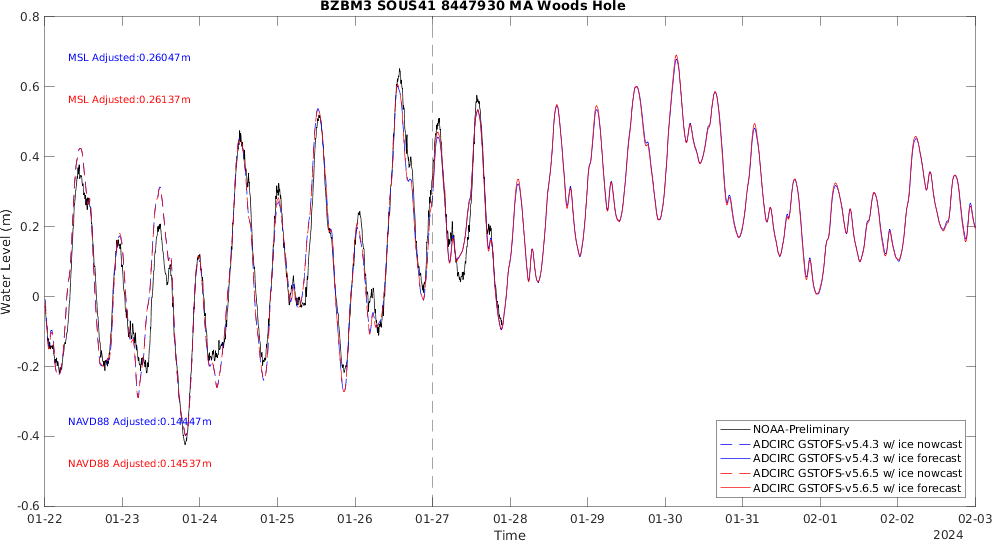 BZBM3 SOUS41 8447930 MA Woods Hole
MSL Adjusted:0.26047m
MSL Adjusted:0.26137m
NAVD88 Adjusted:0.14447m
NAVD88 Adjusted:0.14537m
Water Level (m)
0.8
0.6
0.4
0.2
0
-0.2
-0.4
-0.6
NOAA-Preliminary
ADCIRC GSTOFS-v5.4.3 w/ ice nowcast
ADCIRC GSTOFS-v5.4.3 w/ ice forecast
ADCIRC GSTOFS-v5.6.5 w/ ice nowcast
ADCIRC GSTOFS-v5.6.5 w/ ice forecast
01-22 01-23 01-24 01-25 01-26 01-27 01-28 01-29 01-30 01-31 02-01 02-02 02-03
Time
2024